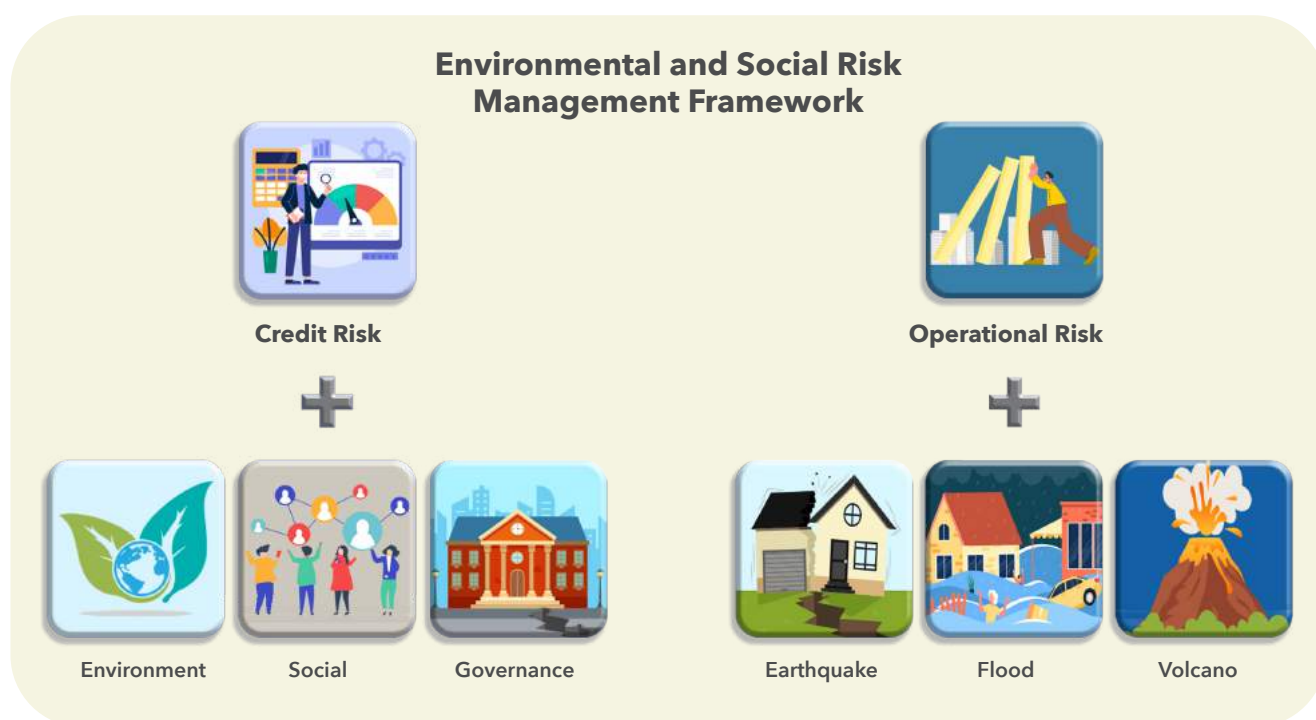 Environmental and Social Risk
Management Framework
Credit Risk
Operational Risk
Environment
Social
Governance
Earthquake
Flood
Volcano